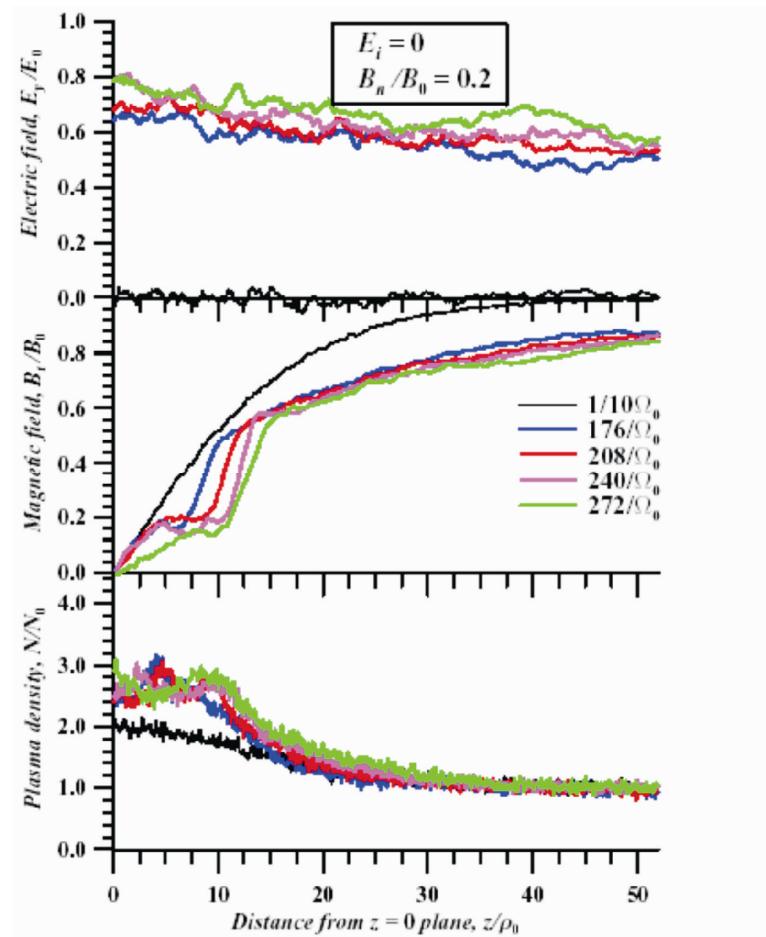 1.0
0.8
0.6
0.4
0.2
0.0
Electric field, E_y/E_0
E_i = 0
B_n/B_0 = 0.2
0.8
0.6
0.4
0.2
0.0
Magnetic field, B_τ/B_0
1/10Ω_0
176/Ω_0
208/Ω_0
240/Ω_0
272/Ω_0
4.0
3.0
2.0
1.0
0.0
Plasma density, N/N_0
0 10 20 30 40 50
Distance from z = 0 plane, z/ρ_0